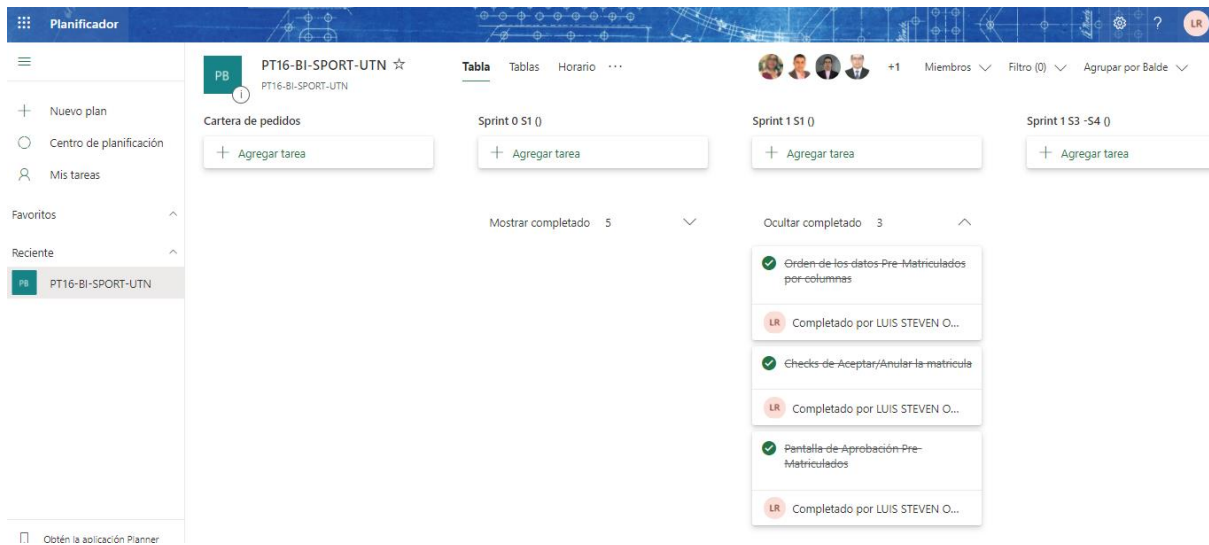 Planificador
?
LR
PB
i
PT16-BI-SPORT-UTN
PT16-BI-SPORT-UTN
Tabla Tablas Horario ...
+1 Miembros Filtro (0) Agrupar por Balde
Nuevo plan
Centro de planificación
Mis tareas
Favoritos
Reciente
PB PT16-BI-SPORT-UTN
Obtén la aplicación Planner
Cartera de pedidos
+ Agregar tarea
Sprint 0 S1 ()
+ Agregar tarea
Mostrar completado 5
Sprint 1 S1 ()
+ Agregar tarea
Ocultar completado 3
Orden de los datos Pre-Matriculados
por columnas
LR Completado por LUIS STEVEN O...
Checks de Aceptar/Anular la matricula
LR Completado por LUIS STEVEN O...
Pantalla de Aprobación Pre-
Matriculados
LR Completado por LUIS STEVEN O...
Sprint 1 S3 -S4 ()
+ Agregar tarea